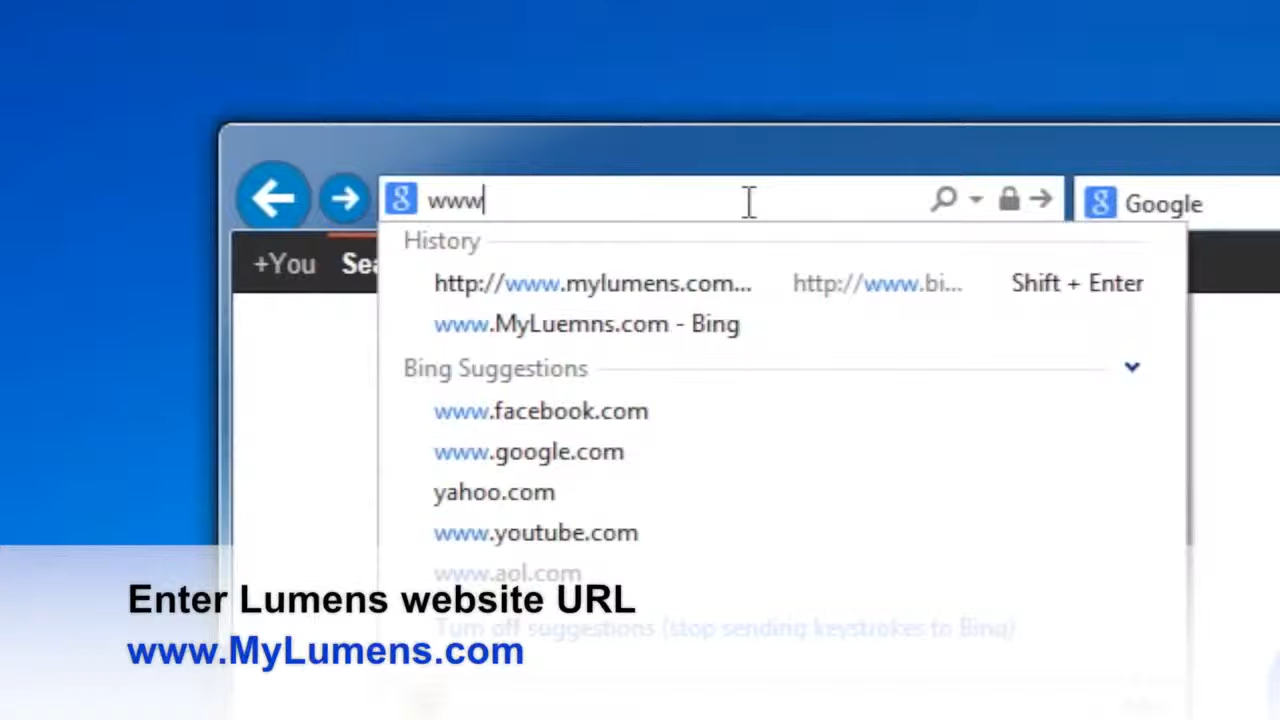 www
Google
+You Sea
History
http://www.mylumens.com... http://www.bi... Shift + Enter
www.MyLuemns.com - Bing
Bing Suggestions
www.facebook.com
www.google.com
yahoo.com
www.youtube.com
www.aol.com
Turn off suggestions (stop sending keystrokes to Bing)
Enter Lumens website URL
www.MyLumens.com